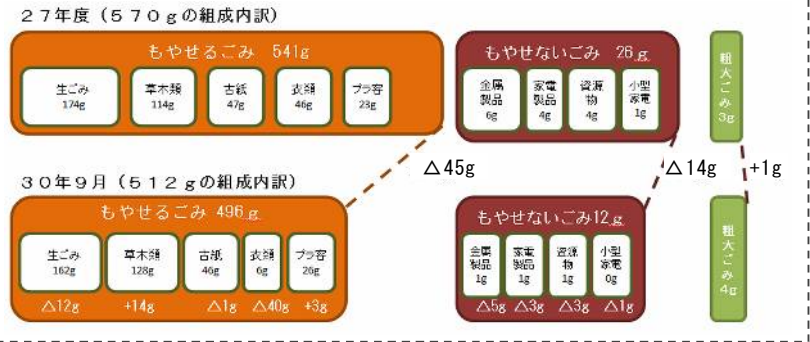 27年度（570gの組成内訳）
もやせるごみ 541g
生ごみ
174g
草木類
114g
古紙
47g
衣類
46g
プラ容
23g
もやせないごみ 26g
金属
製品
6g
家電
製品
4g
資源
物
4g
小型
家電
1g
粗大ごみ
3g
△45g
△14g
+1g
30年9月（512gの組成内訳）
もやせるごみ 496g
生ごみ
162g
草木類
128g
古紙
46g
衣類
6g
プラ容
26g
△12g
+14g
△1g
△40g
+3g
もやせないごみ12g
金属
製品
1g
家電
製品
1g
資源
物
1g
小型
家電
0g
△5g
△3g
△3g
△1g
粗大ごみ
4g